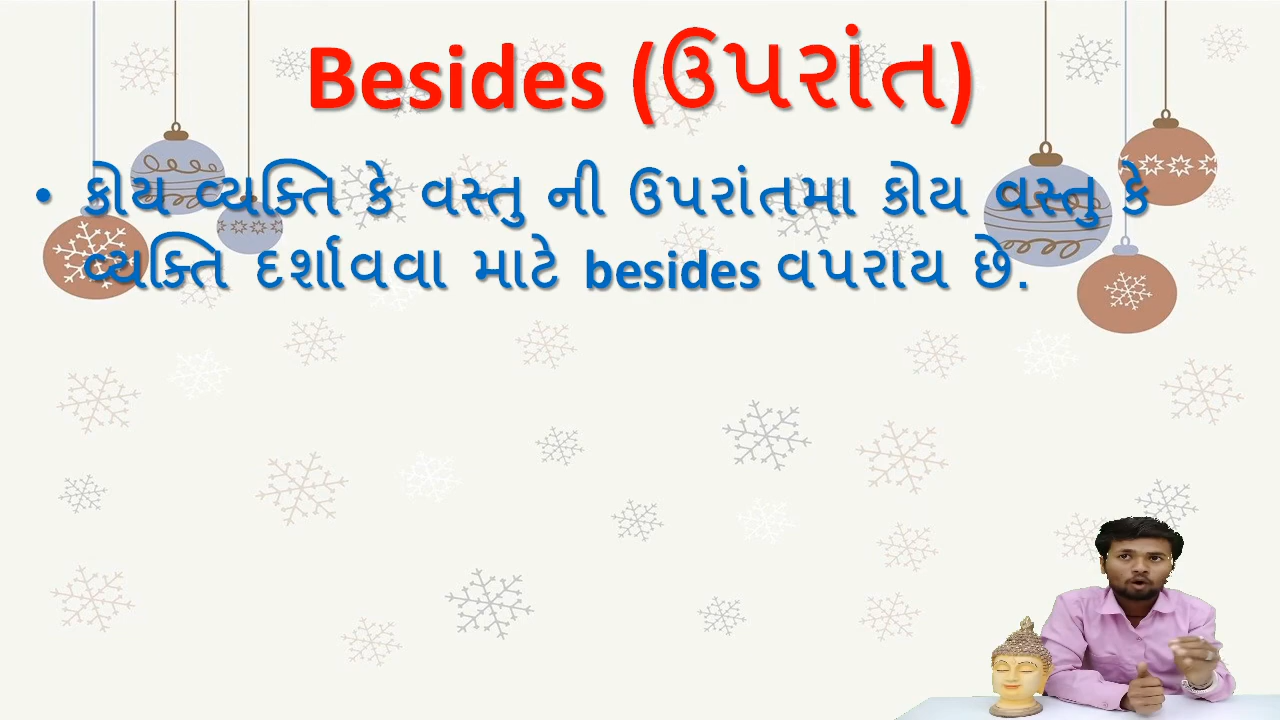 Besides (ઉપરાંત)
• કોય વ્યક્તિ કે વસ્તુ ની ઉપરાંતમા કોય વસ્તુ કે
વ્યક્તિ દર્શાવવા માટે besides વપરાય છે.